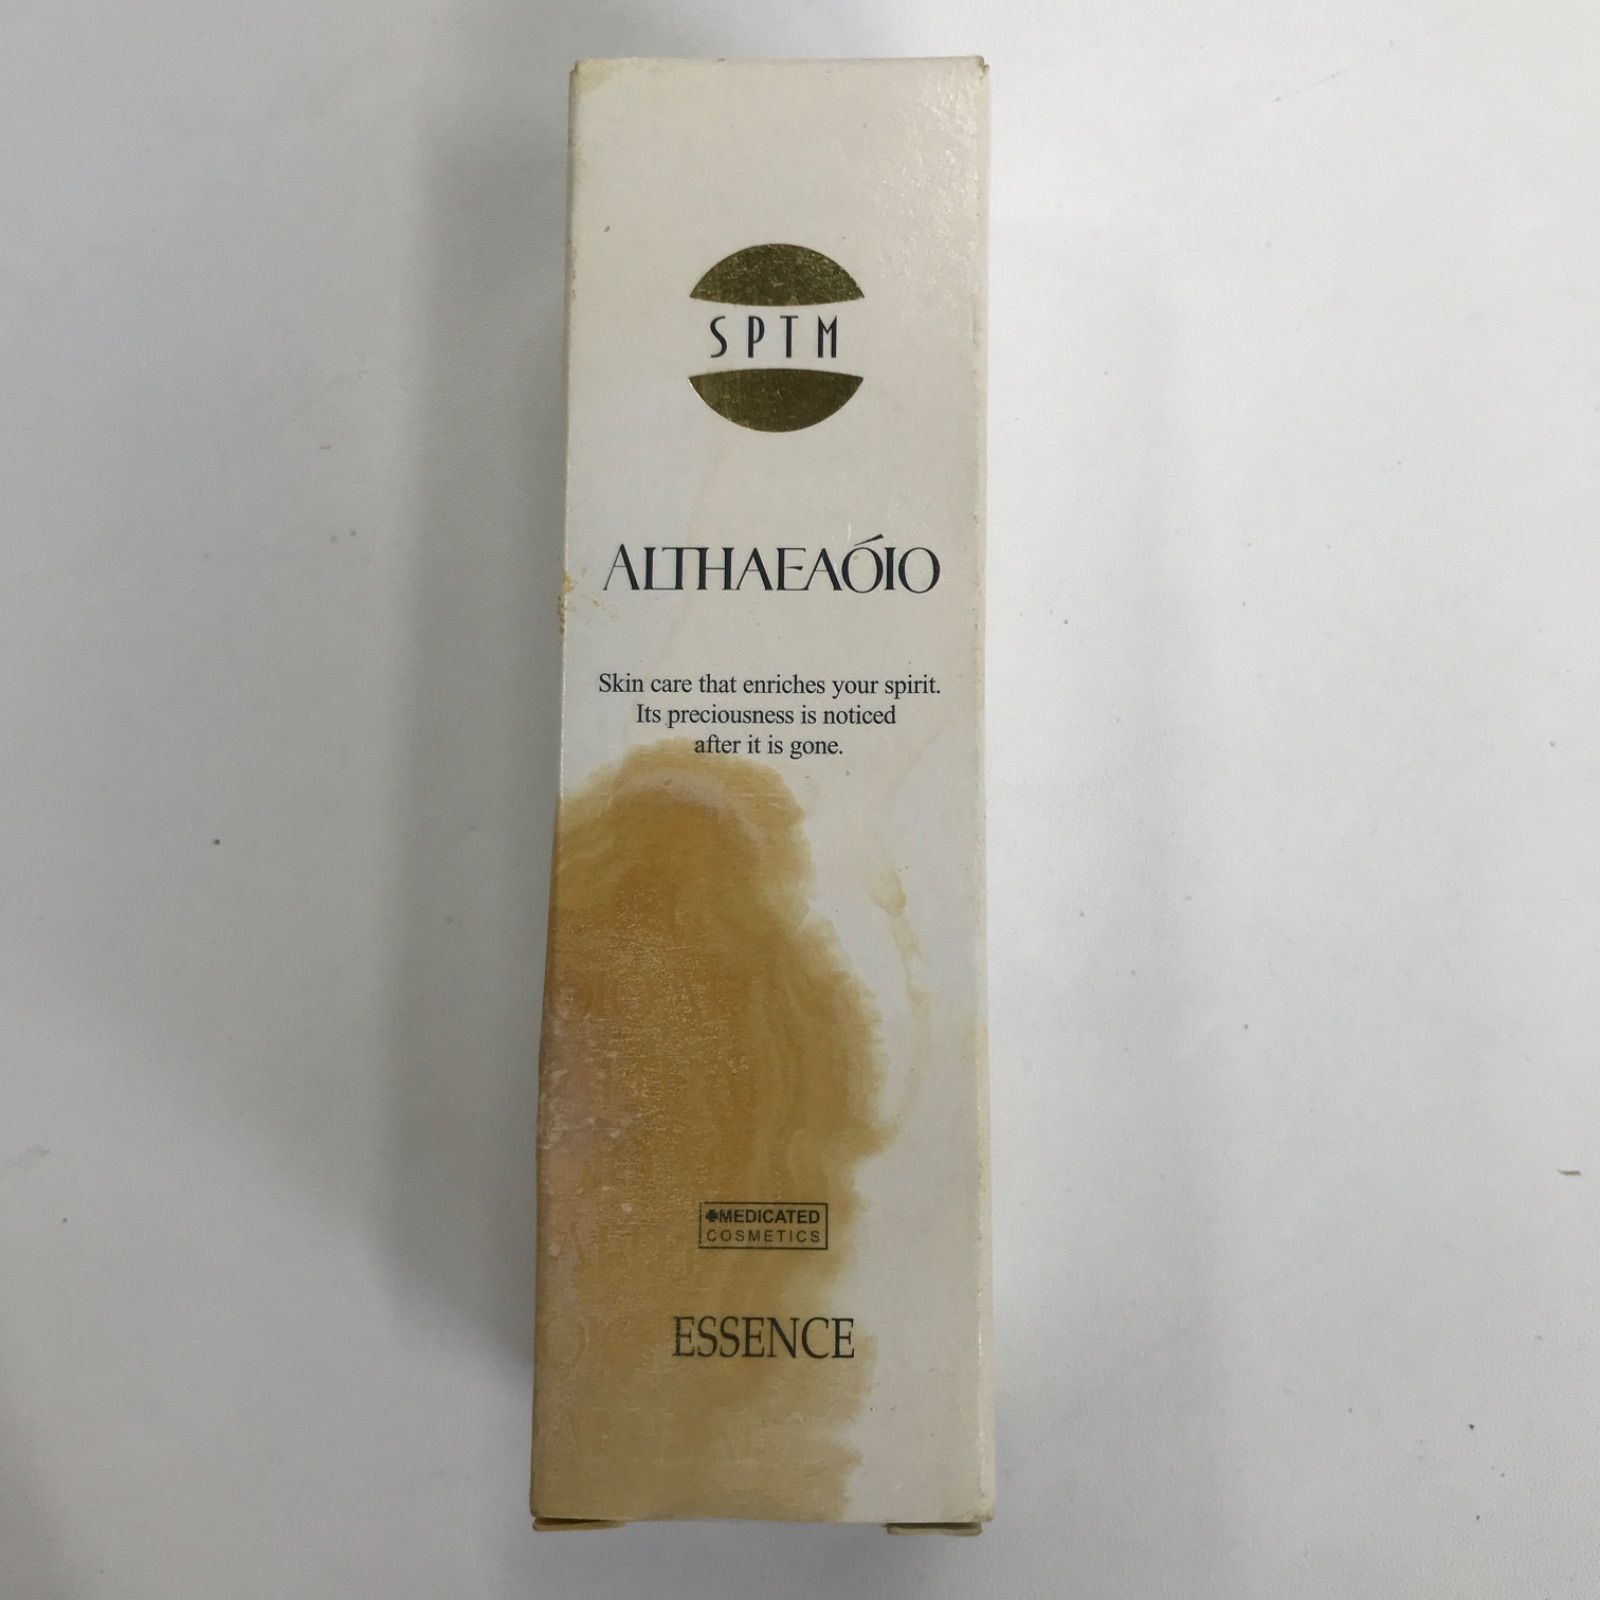 SPTM
ALTHAEAÓIO
Skin care that enriches your spirit.
Its preciousness is noticed
after it is gone.
MEDICATED
COSMETICS
ESSENCE